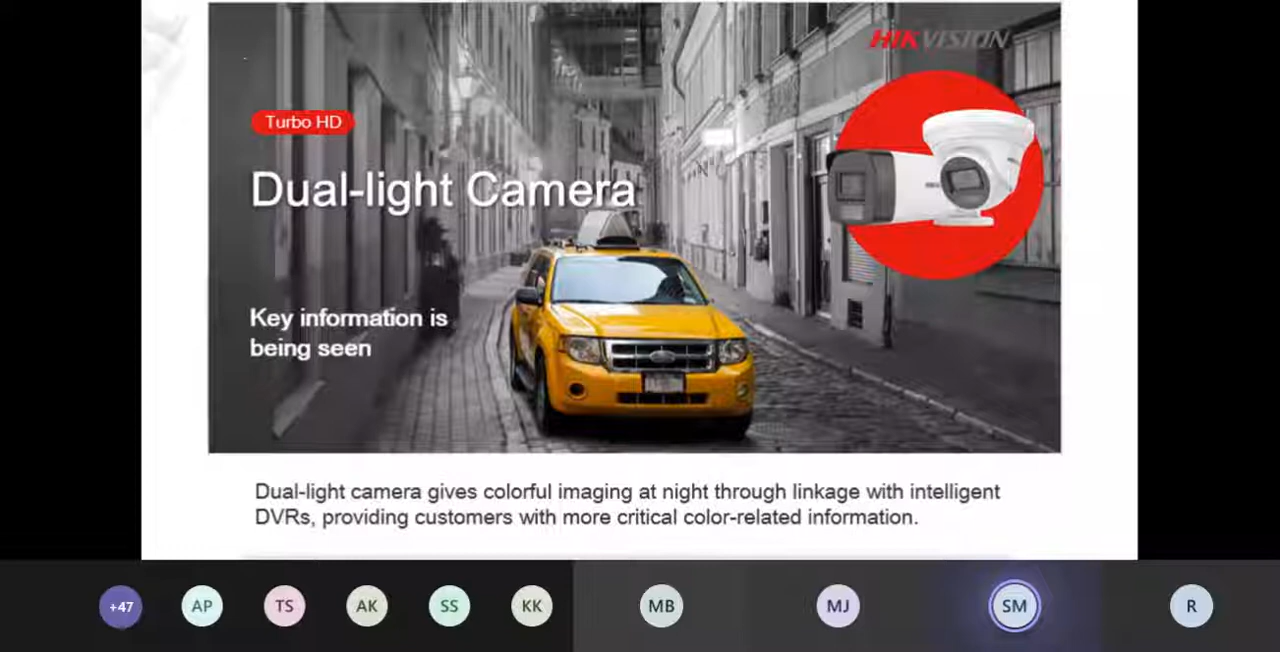 HIKVISION
Turbo HD
Dual-light Camera
Key information is
being seen
Dual-light camera gives colorful imaging at night through linkage with intelligent
DVRs, providing customers with more critical color-related information.
+47
AP
TS
AK
SS
KK
MB
MJ
SM
R